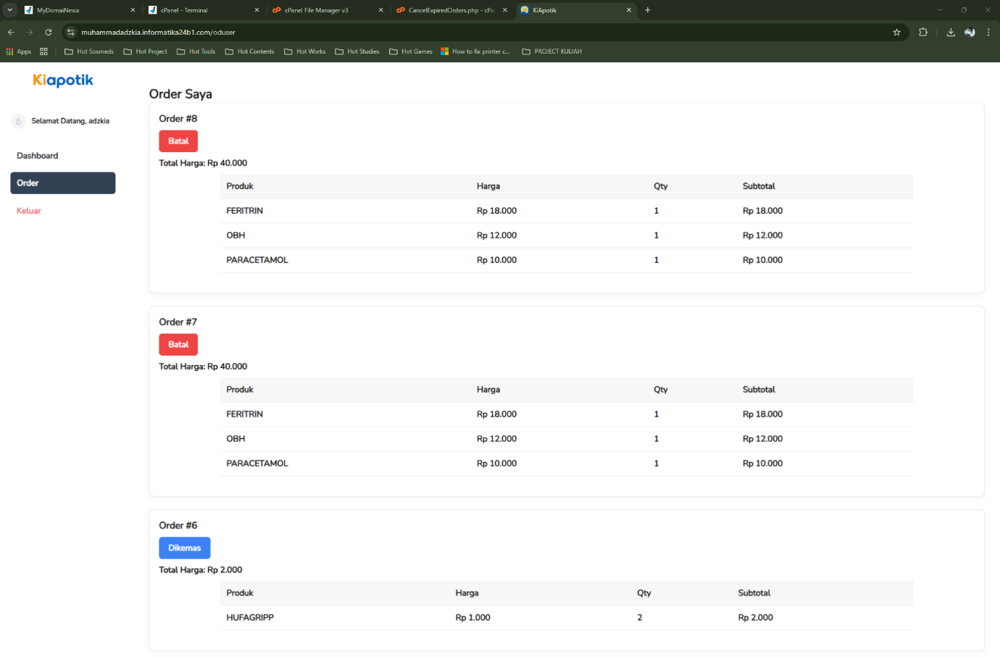 MyDomaiNesia
cPanel - Terminal
cPanel File Manager v3
CancelExpiredOrders.php - cPa
KiApotik
muhammadadzkia.informatika24b1.com/oduser
Apps
Hot Sosmeds
Hot Project
Hot Tools
Hot Contents
Hot Works
Hot Studies
Hot Games
How to fix printer c...
PROJECT KULIAH
Kiapotik
Selamat Datang, adzkia
Dashboard
Order
Keluar
Order Saya
Order #8
Batal
Total Harga: Rp 40.000
Produk Harga Qty Subtotal
FERITRIN Rp 18.000 1 Rp 18.000
OBH Rp 12.000 1 Rp 12.000
PARACETAMOL Rp 10.000 1 Rp 10.000
Order #7
Batal
Total Harga: Rp 40.000
Produk Harga Qty Subtotal
FERITRIN Rp 18.000 1 Rp 18.000
OBH Rp 12.000 1 Rp 12.000
PARACETAMOL Rp 10.000 1 Rp 10.000
Order #6
Dikemas
Total Harga: Rp 2.000
Produk Harga Qty Subtotal
HUFAGRIPP Rp 1.000 2 Rp 2.000